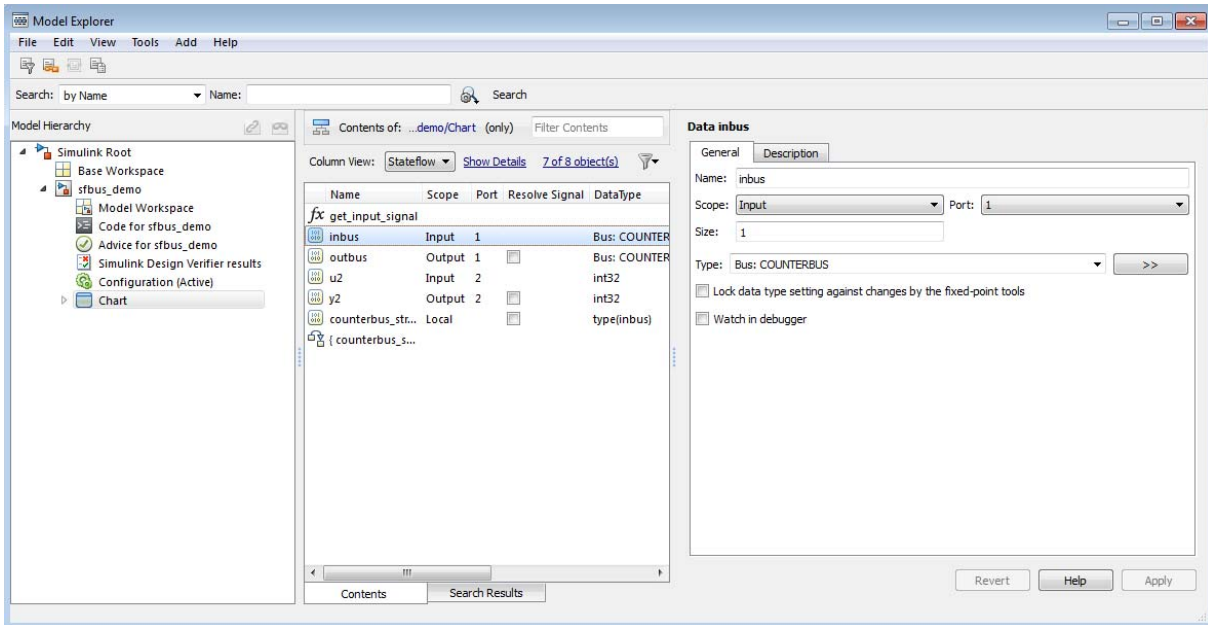 Model Explorer
File Edit View Tools Add Help
Search: by Name Name: Search
Model Hierarchy
Simulink Root
Base Workspace
sfbus_demo
Model Workspace
Code for sfbus_demo
Advice for sfbus_demo
Simulink Design Verifier results
Configuration (Active)
Chart
Contents of: ...demo/Chart (only) Filter Contents
Column View: Stateflow Show Details 7 of 8 object(s)
Name Scope Port Resolve Signal DataType
fx get_input_signal
inbus Input 1 Bus: COUNTER
outbus Output 1 Bus: COUNTER
u2 Input 2 int32
y2 Output 2 int32
counterbus_str... Local type(inbus)
{ counterbus_s...
Contents Search Results
Data inbus
General Description
Name: inbus
Scope: Input Port: 1
Size: 1
Type: Bus: COUNTERBUS >>
Lock data type setting against changes by the fixed-point tools
Watch in debugger
Revert Help Apply